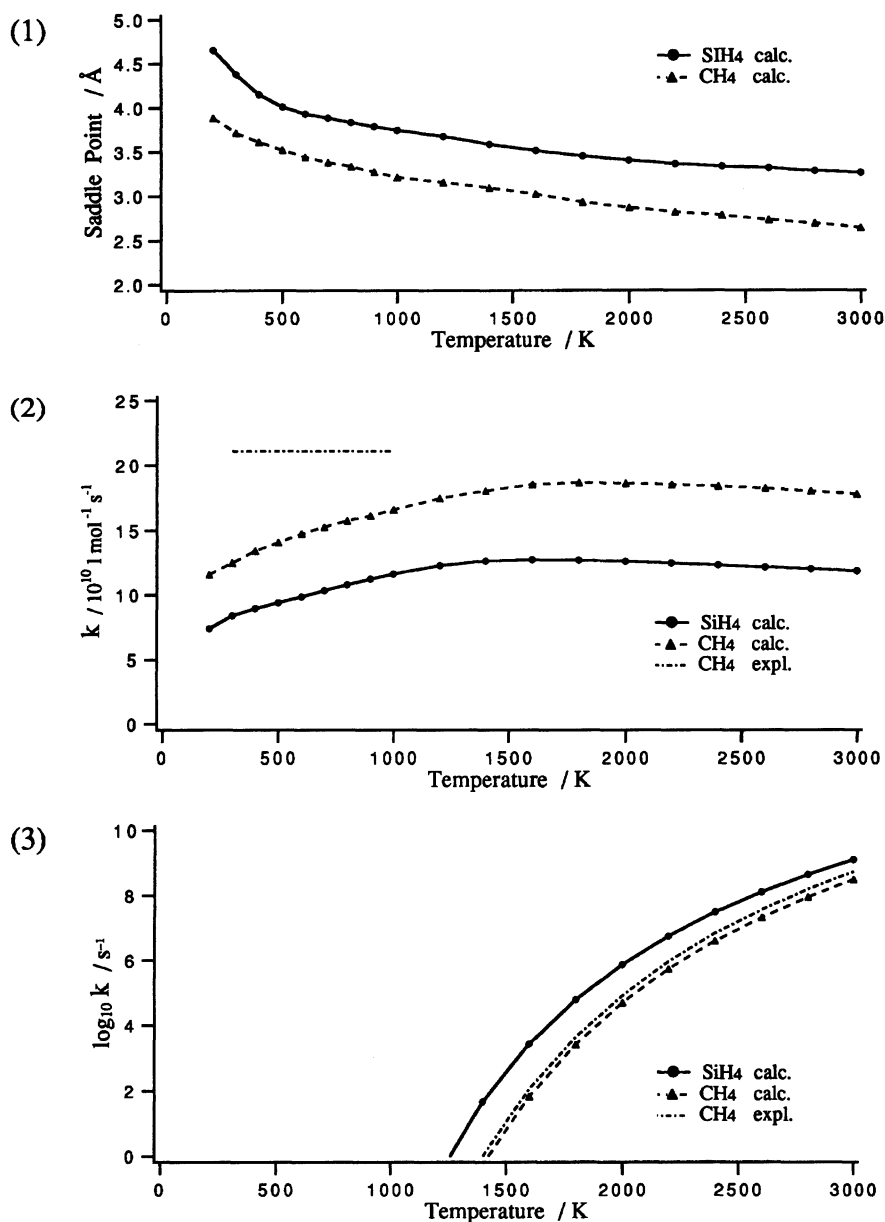 (1)
5.0
4.5
4.0
3.5
3.0
2.5
2.0
Saddle Point / Å
SIH4 calc.
CH4 calc.
0 500 1000 1500 2000 2500 3000
Temperature / K
(2)
25
20
15
10
5
0
k / 10¹⁰ l mol⁻¹ s⁻¹
SiH4 calc.
CH4 calc.
CH4 expl.
0 500 1000 1500 2000 2500 3000
Temperature / K
(3)
10
8
6
4
2
0
log₁₀ k / s⁻¹
SiH4 calc.
CH4 calc.
CH4 expl.
0 500 1000 1500 2000 2500 3000
Temperature / K